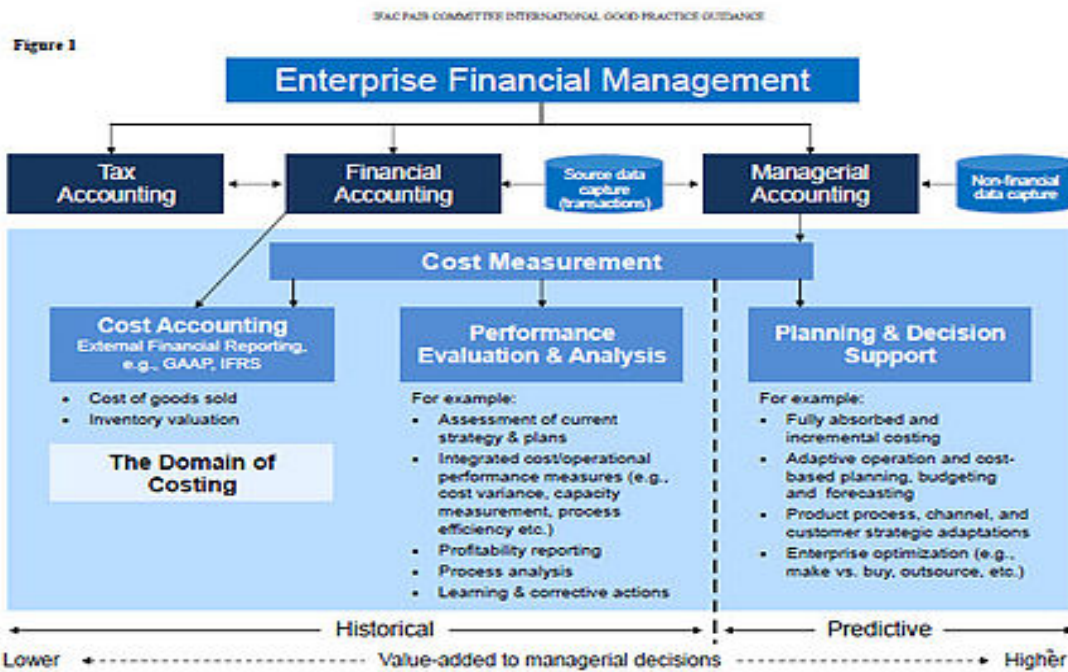 IFAC PAIB COMMITTEE INTERNATIONAL GOOD PRACTICE GUIDANCE
Figure 1
Enterprise Financial Management
Tax
Accounting
Financial
Accounting
Source data
capture
(transactions)
Managerial
Accounting
Non-financial
data capture
Cost Measurement
Cost Accounting
External Financial Reporting,
e.g., GAAP, IFRS
• Cost of goods sold
• Inventory valuation
The Domain of
Costing
Performance
Evaluation & Analysis
For example:
• Assessment of current
strategy & plans
• Integrated cost/operational
performance measures (e.g.,
cost variance, capacity
measurement, process
efficiency etc.)
• Profitability reporting
• Process analysis
• Learning & corrective actions
Planning & Decision
Support
For example:
• Fully absorbed and
incremental costing
• Adaptive operation and cost-
based planning, budgeting
and forecasting
• Product process, channel, and
customer strategic adaptations
• Enterprise optimization (e.g.,
make vs. buy, outsource, etc.)
Historical
Predictive
Lower
Value-added to managerial decisions
Higher